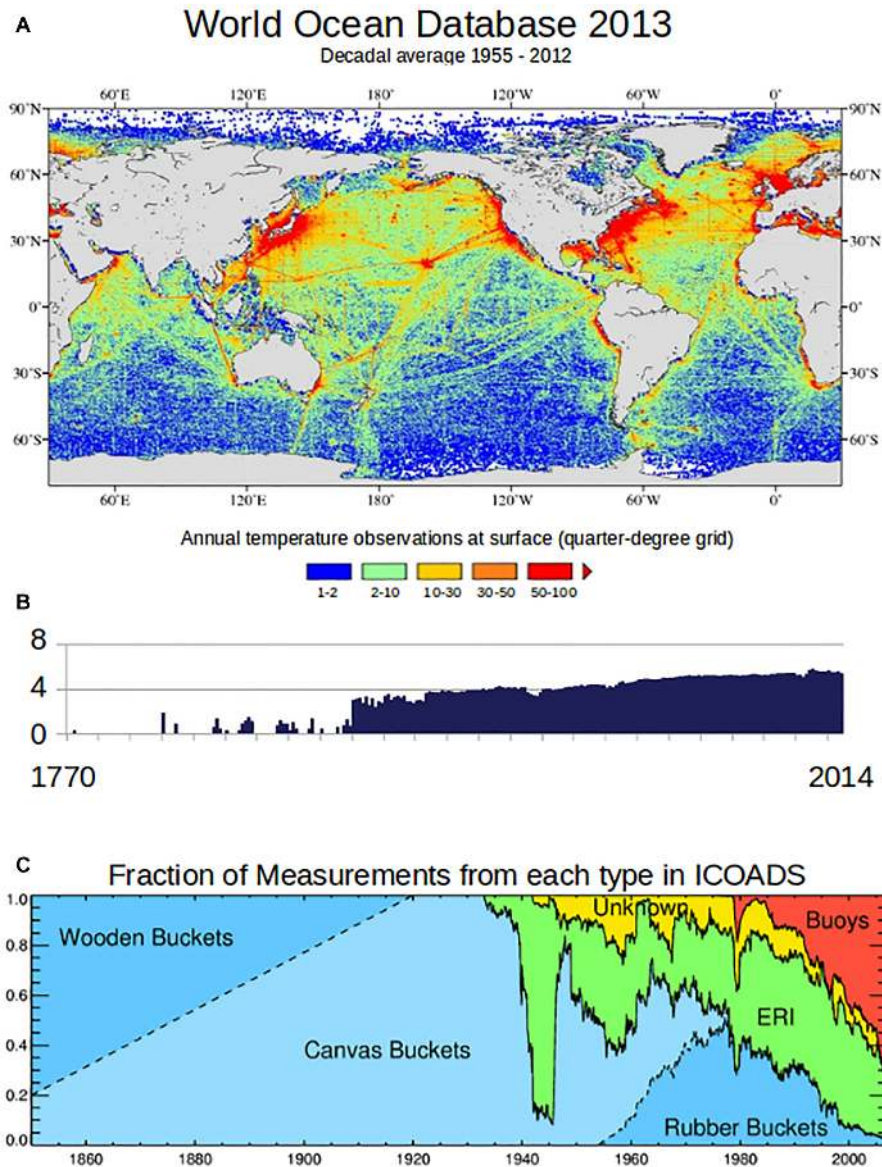 A
World Ocean Database 2013
Decadal average 1955 - 2012
60°E 120°E 180° 120°W 60°W 0°
90°N 90°N
60°N 60°N
30°N 30°N
0° 0°
30°S 30°S
60°S 60°S
60°E 120°E 180° 120°W 60°W 0°
Annual temperature observations at surface (quarter-degree grid)
1-2 2-10 10-30 30-50 50-100
B
8
4
0
1770 2014
C
Fraction of Measurements from each type in ICOADS
1.0
0.8
0.6
0.4
0.2
0.0
Wooden Buckets
Canvas Buckets
Unknown
Buoys
ERI
Rubber Buckets
1860 1880 1900 1920 1940 1960 1980 2000